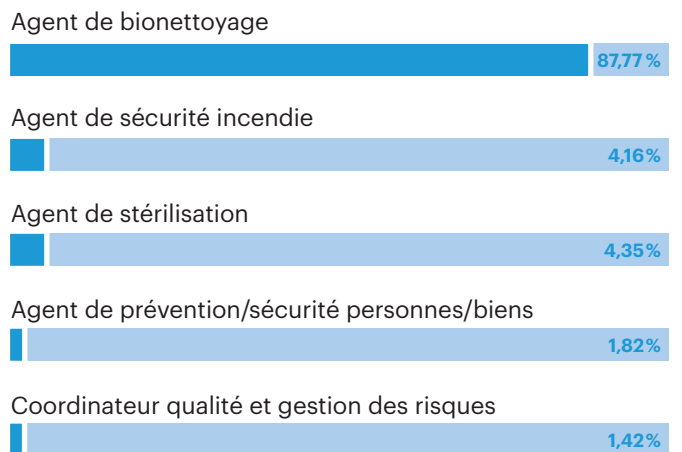 Agent de bionettoyage
87,77 %
Agent de sécurité incendie
4,16%
Agent de stérilisation
4,35%
Agent de prévention/sécurité personnes/biens
1,82%
Coordinateur qualité et gestion des risques
1,42%